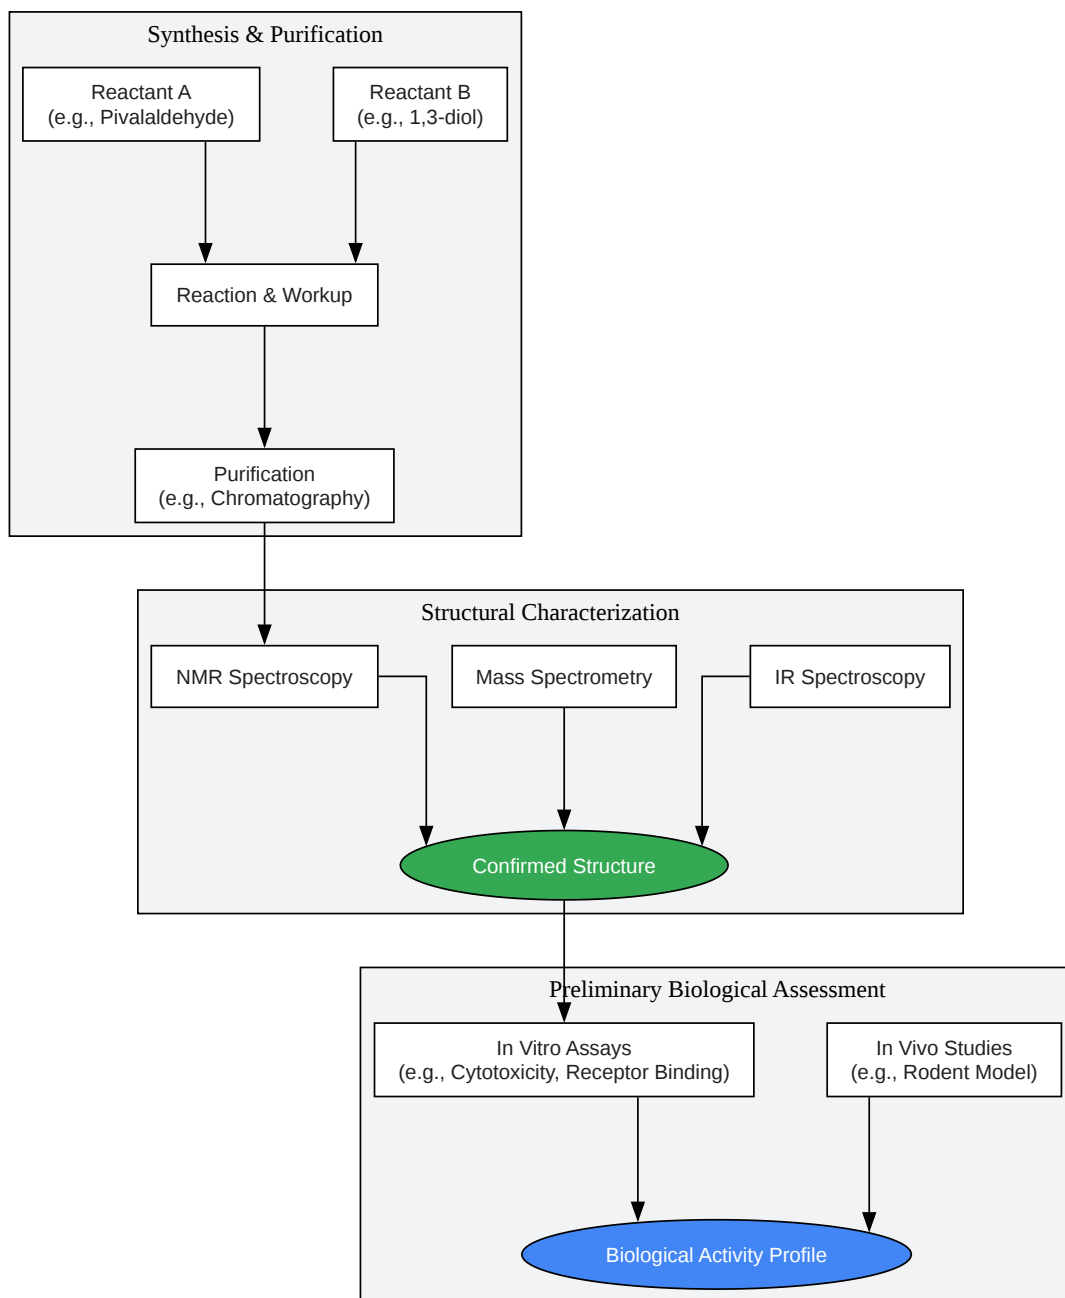 Synthesis & Purification
Reactant A
(e.g., Pivalaldehyde)
Reactant B
(e.g., 1,3-diol)
Reaction & Workup
Purification
(e.g., Chromatography)
Structural Characterization
NMR Spectroscopy
Mass Spectrometry
IR Spectroscopy
Confirmed Structure
Preliminary Biological Assessment
In Vitro Assays
(e.g., Cytotoxicity, Receptor Binding)
In Vivo Studies
(e.g., Rodent Model)
Biological Activity Profile